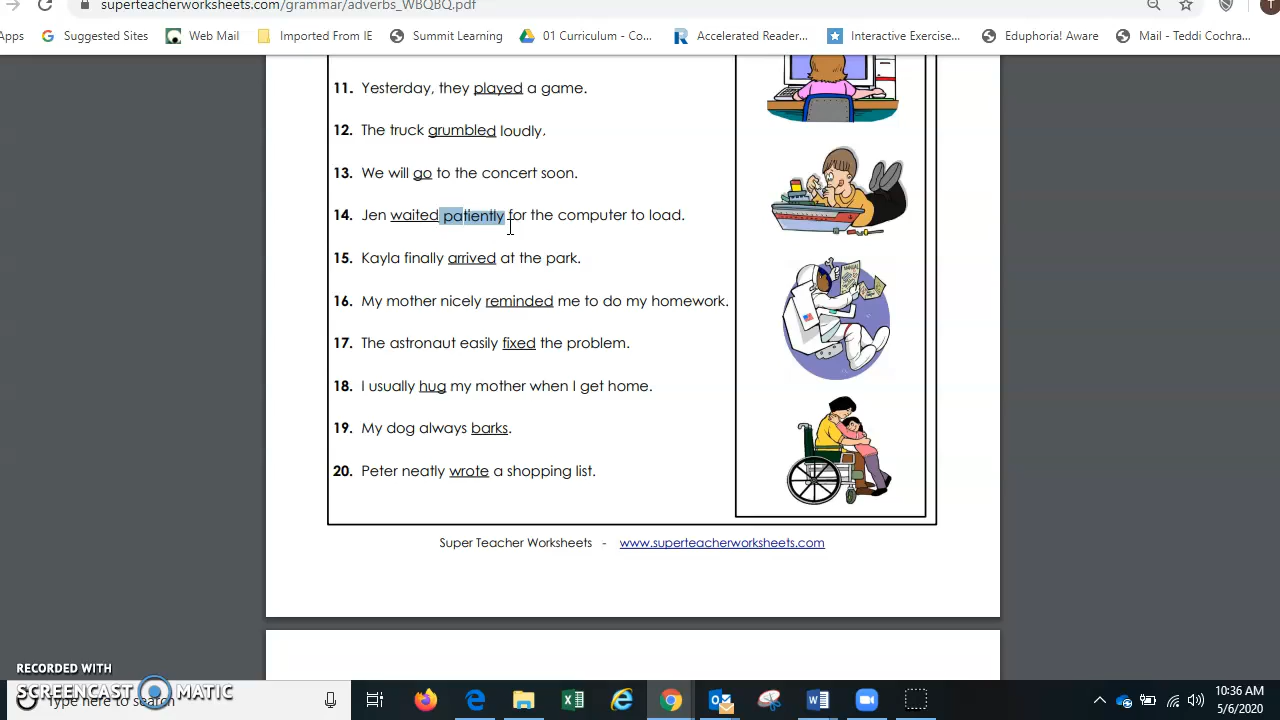 superteacherworksheets.com/grammar/adverbs_WBQBQ.pdf
Apps Suggested Sites Web Mail Imported From IE Summit Learning 01 Curriculum - Co... Accelerated Reader... Interactive Exercise... Eduphoria! Aware Mail - Teddi Cochra...
11. Yesterday, they played a game.
12. The truck grumbled loudly.
13. We will go to the concert soon.
14. Jen waited patiently for the computer to load.
15. Kayla finally arrived at the park.
16. My mother nicely reminded me to do my homework.
17. The astronaut easily fixed the problem.
18. I usually hug my mother when I get home.
19. My dog always barks.
20. Peter neatly wrote a shopping list.
Super Teacher Worksheets - www.superteacherworksheets.com
RECORDED WITH
SCREENCAST MATIC
Type here to search
10:36 AM
5/6/2020